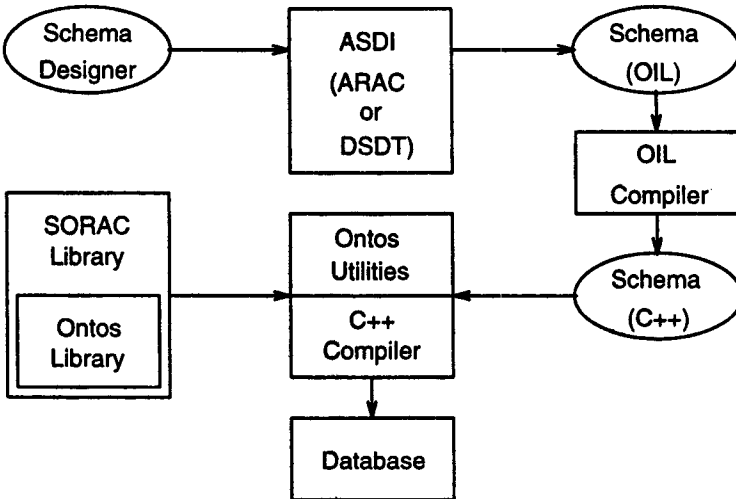 Schema
Designer
ASDI
(ARAC
or
DSDT)
Schema
(OIL)
OIL
Compiler
SORAC
Library
Ontos
Library
Ontos
Utilities
C++
Compiler
Schema
(C++)
Database